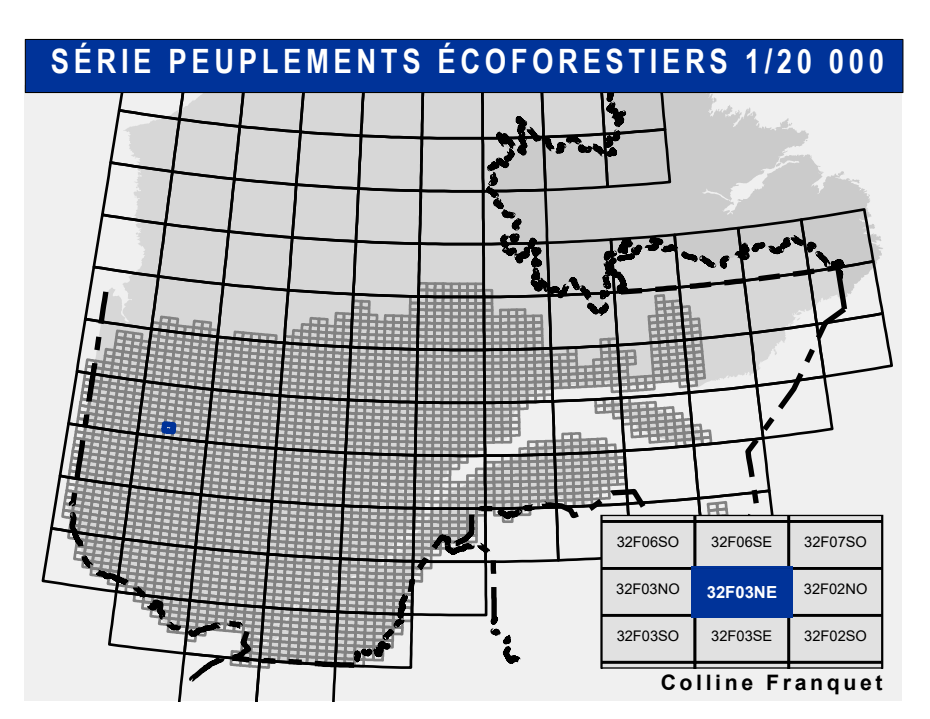 SÉRIE PEUPLEMENTS ÉCOFORESTIERS 1/20 000
32F06SO 32F06SE 32F07SO
32F03NO 32F03NE 32F02NO
32F03SO 32F03SE 32F02SO
Colline Franquet